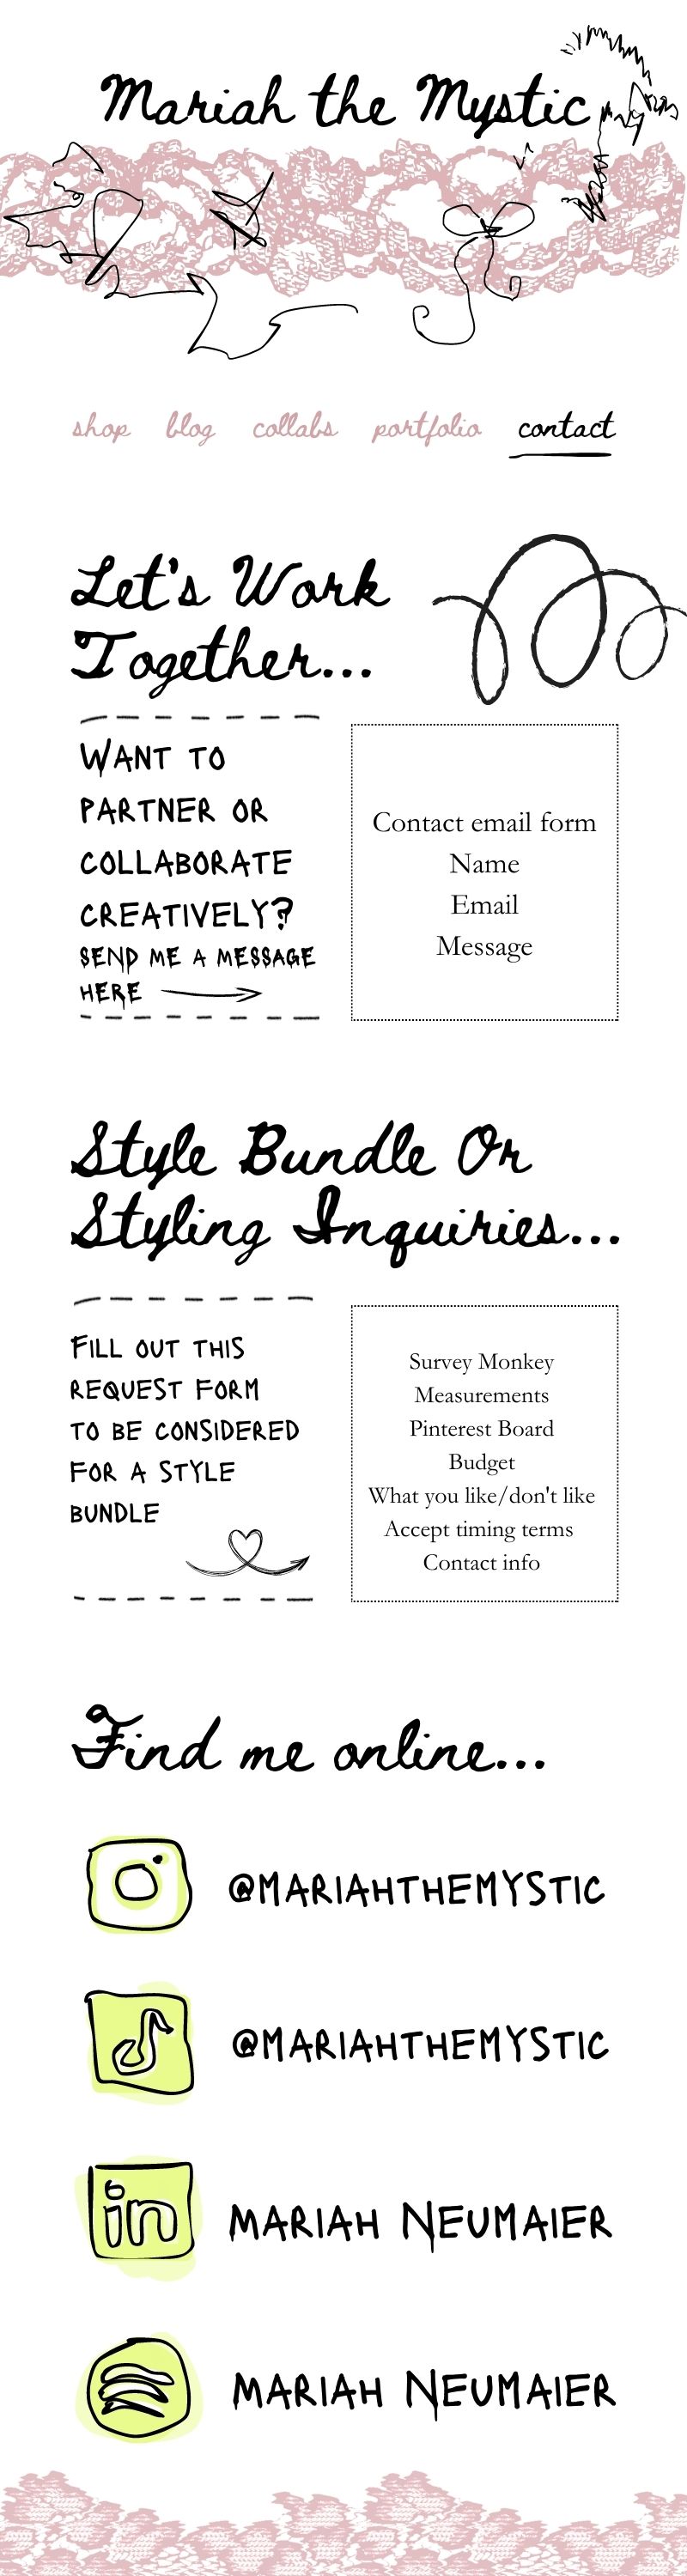 Mariah the Mystic
shop blog collabs portfolio contact
Let's Work
Together...
WANT TO
PARTNER OR
COLLABORATE
CREATIVELY?
SEND ME A MESSAGE
HERE
Contact email form
Name
Email
Message
Style Bundle Or
Styling Inquiries...
FILL OUT THIS
REQUEST FORM
TO BE CONSIDERED
FOR A STYLE
BUNDLE
Survey Monkey
Measurements
Pinterest Board
Budget
What you like/don't like
Accept timing terms
Contact info
Find me online...
@MARIAHTHEMYSTIC
@MARIAHTHEMYSTIC
in
MARIAH NEUMAIER
MARIAH NEUMAIER